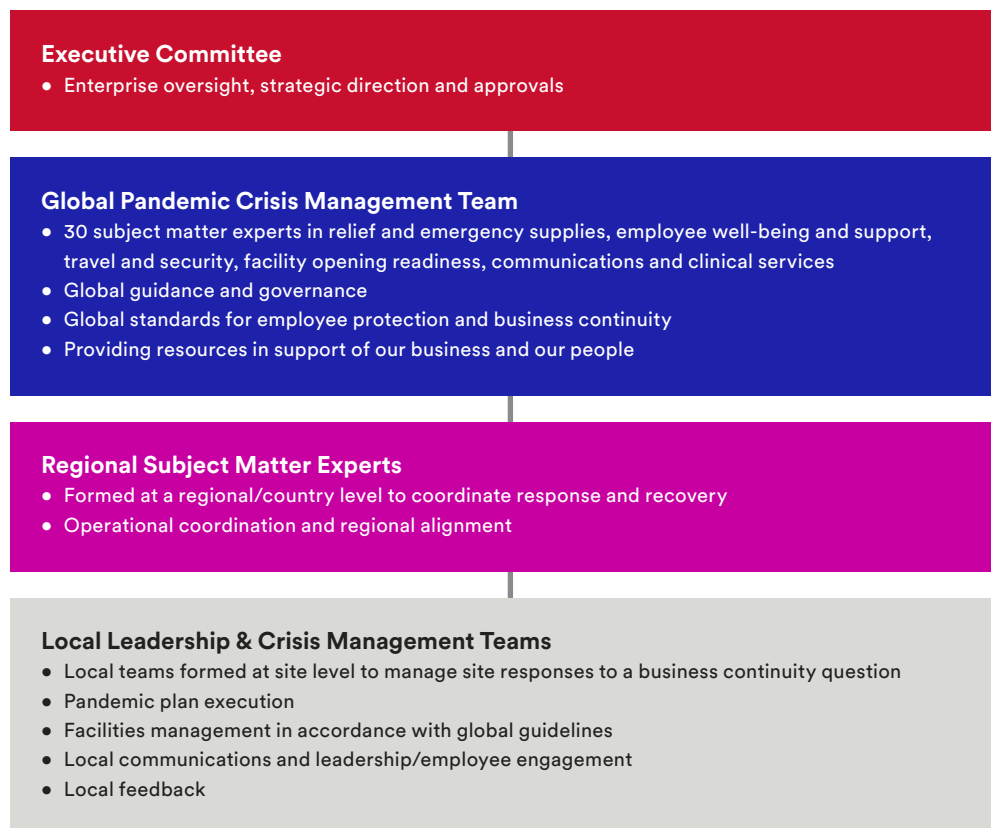 Executive Committee
• Enterprise oversight, strategic direction and approvals
Global Pandemic Crisis Management Team
• 30 subject matter experts in relief and emergency supplies, employee well-being and support,
travel and security, facility opening readiness, communications and clinical services
• Global guidance and governance
• Global standards for employee protection and business continuity
• Providing resources in support of our business and our people
Regional Subject Matter Experts
• Formed at a regional/country level to coordinate response and recovery
• Operational coordination and regional alignment
Local Leadership & Crisis Management Teams
• Local teams formed at site level to manage site responses to a business continuity question
• Pandemic plan execution
• Facilities management in accordance with global guidelines
• Local communications and leadership/employee engagement
• Local feedback